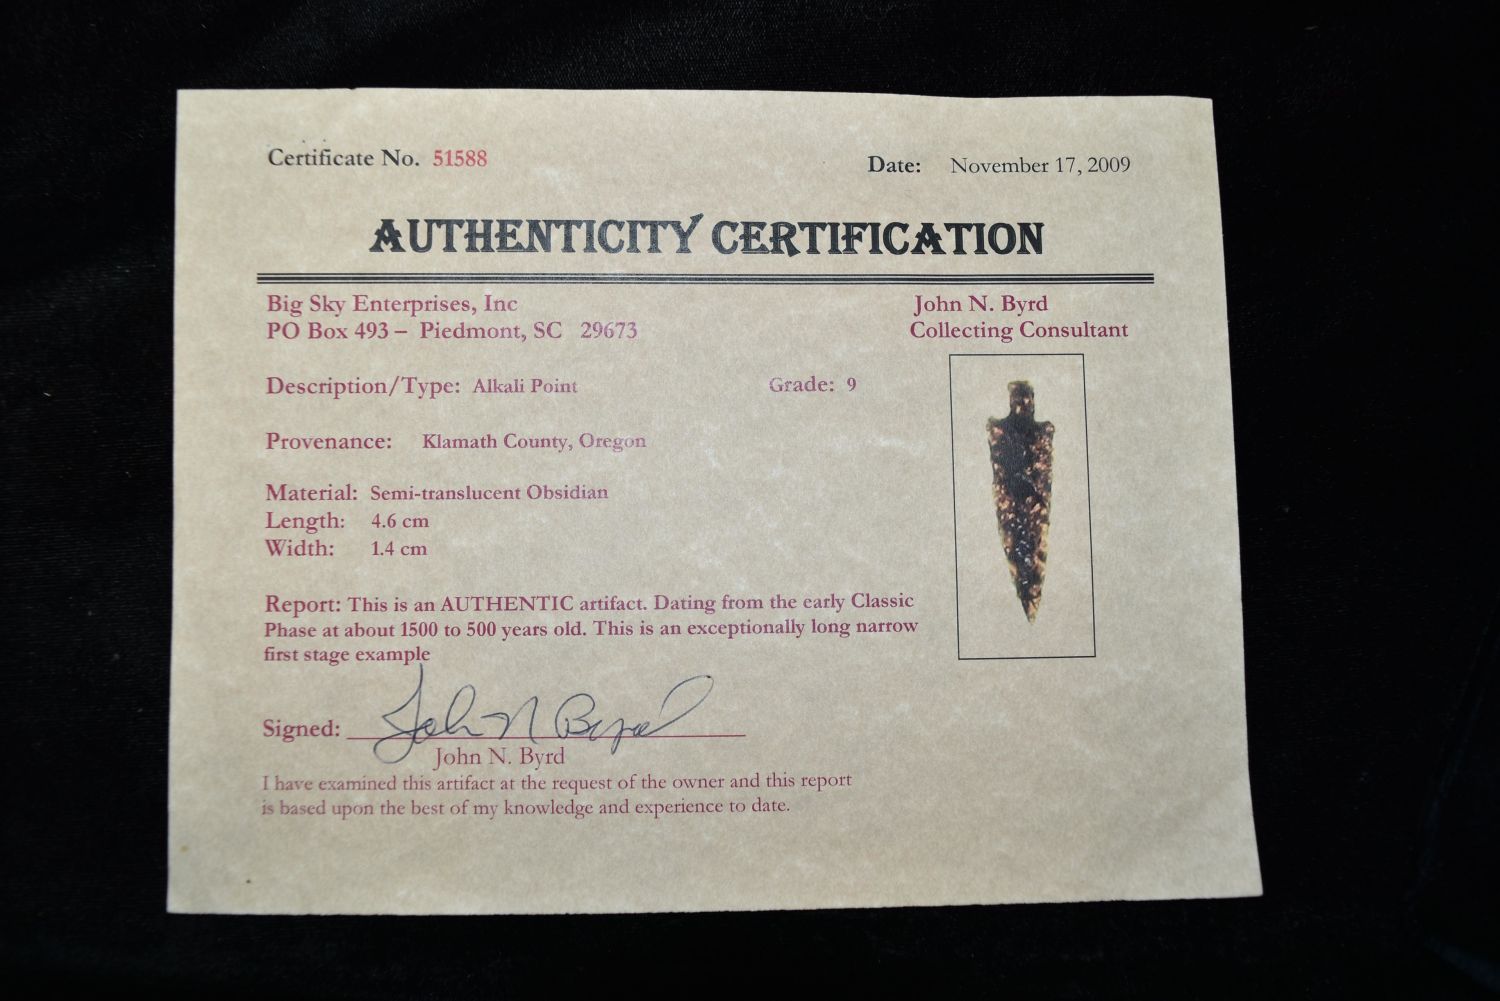 Certificate No. 51588
Date: November 17, 2009
AUTHENTICITY CERTIFICATION
Big Sky Enterprises, Inc
PO Box 493 – Piedmont, SC 29673
John N. Byrd
Collecting Consultant
Description/Type: Alkali Point
Grade: 9
Provenance: Klamath County, Oregon
Material: Semi-translucent Obsidian
Length: 4.6 cm
Width: 1.4 cm
Report: This is an AUTHENTIC artifact. Dating from the early Classic
Phase at about 1500 to 500 years old. This is an exceptionally long narrow
first stage example
Signed: John N Byrd
John N. Byrd
I have examined this artifact at the request of the owner and this report
is based upon the best of my knowledge and experience to date.